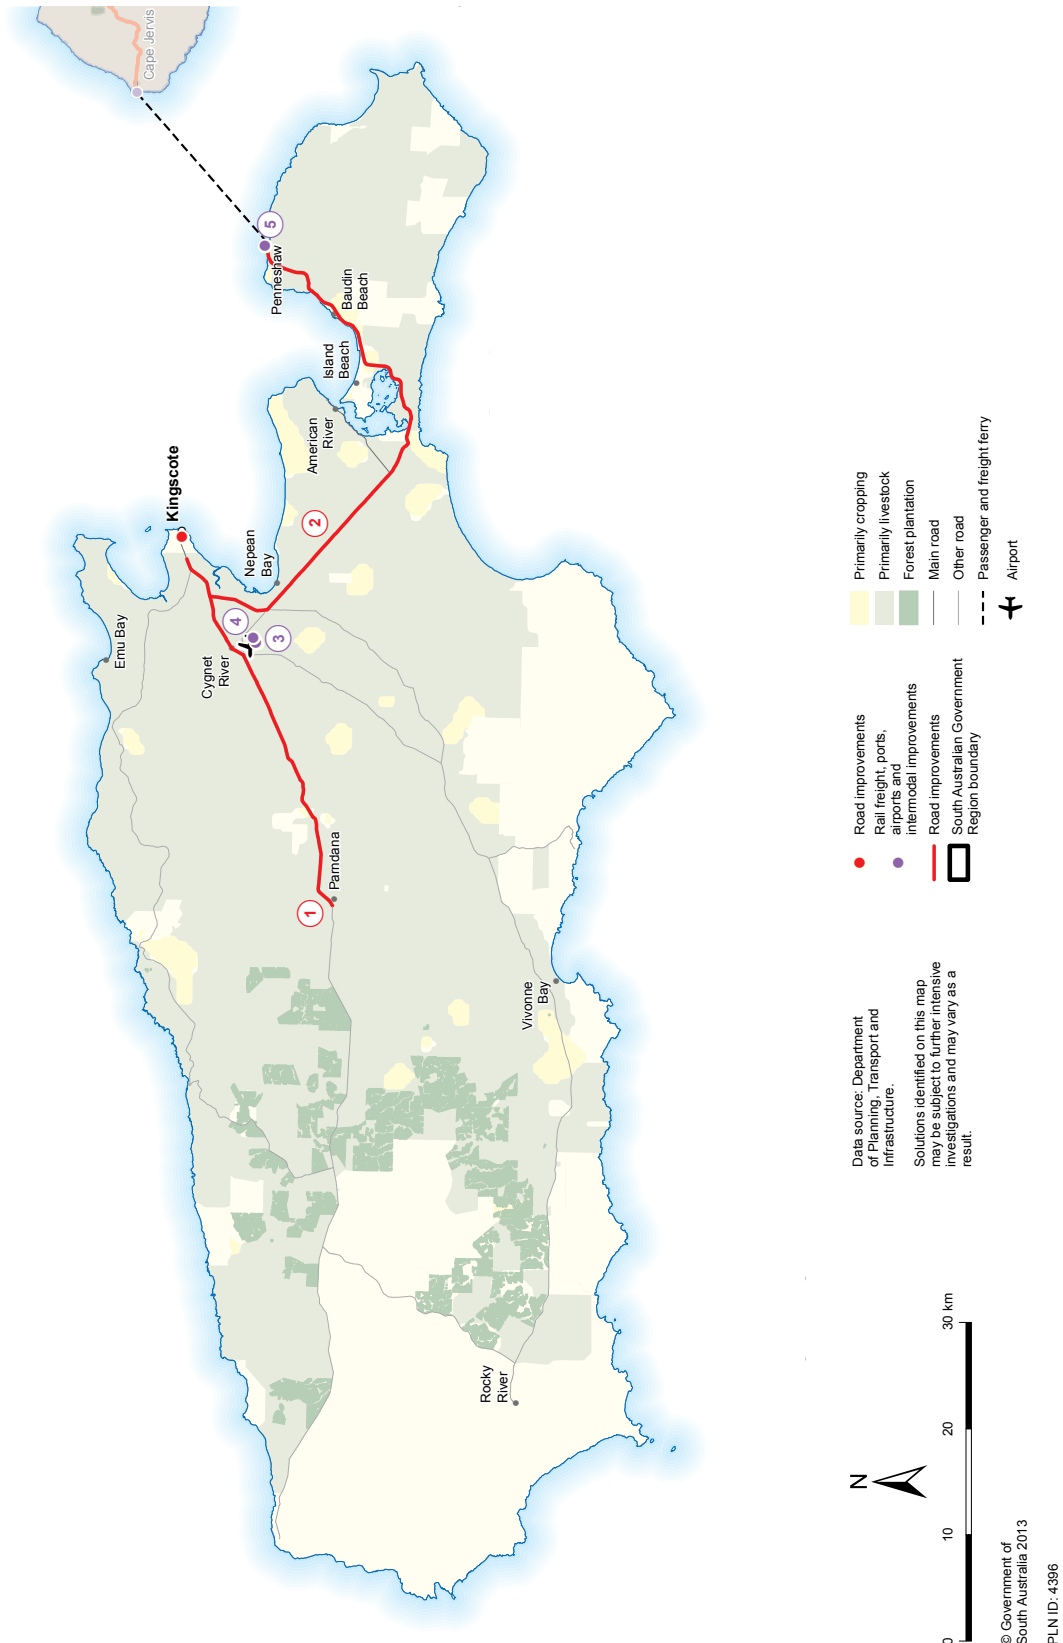 Cape Jervis
5
Penneshaw
Baudin
Beach
Island
Beach
American
River
Kingscote
2
Nepean
Bay
4
3
Emu Bay
Cygnet
River
Parndana
1
Vivonne
Bay
Rocky
River
Primarily cropping
Primarily livestock
Forest plantation
Main road
Other road
Passenger and freight ferry
Airport
Road improvements
Rail freight, ports,
airports and
intermodal improvements
Road improvements
South Australian Government
Region boundary
Data source: Department
of Planning, Transport and
Infrastructure.
Solutions identified on this map
may be subject to further intensive
investigations and may vary as a
result.
N
0 10 20 30 km
© Government of
South Australia 2013
PLN ID: 4396